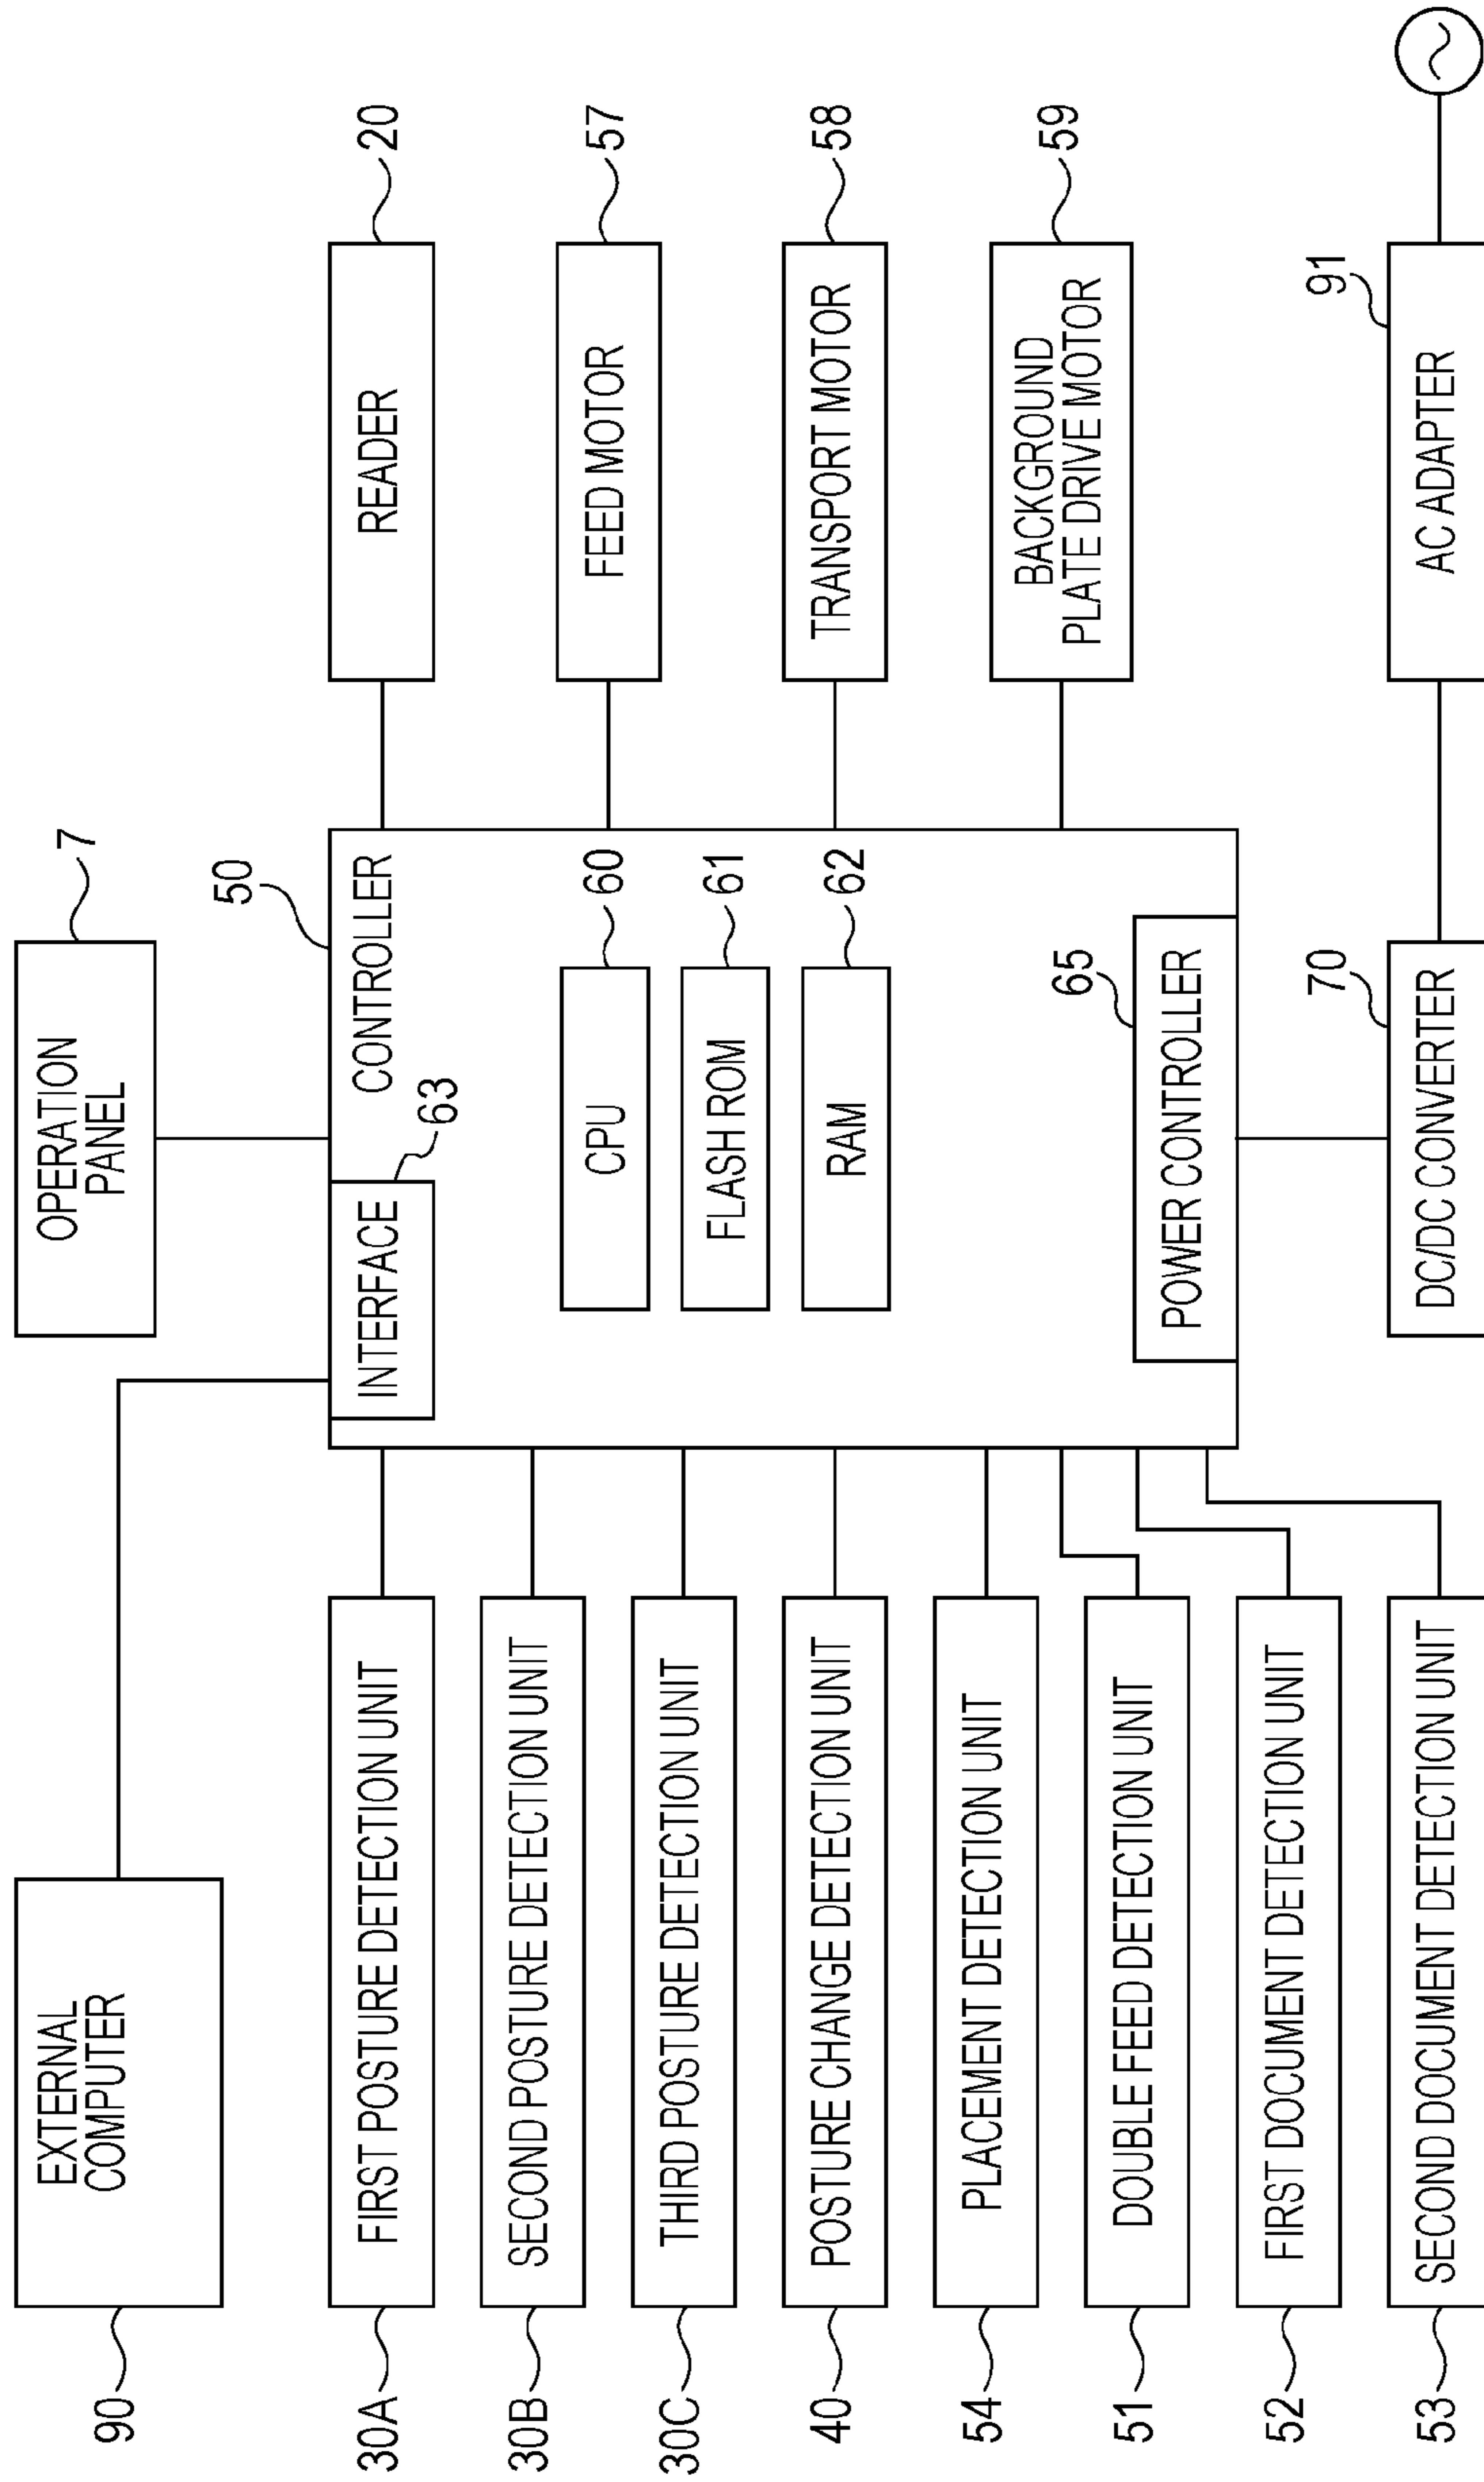 90
EXTERNAL
COMPUTER
OPERATION
PANEL
7
30A
FIRST POSTURE DETECTION UNIT
30B
SECOND POSTURE DETECTION UNIT
30C
THIRD POSTURE DETECTION UNIT
40
POSTURE CHANGE DETECTION UNIT
54
PLACEMENT DETECTION UNIT
51
DOUBLE FEED DETECTION UNIT
52
FIRST DOCUMENT DETECTION UNIT
53
SECOND DOCUMENT DETECTION UNIT
50
CONTROLLER
INTERFACE
63
CPU
60
FLASH ROM
61
RAM
62
65
POWER CONTROLLER
70
DC/DC CONVERTER
READER
20
FEED MOTOR
57
TRANSPORT MOTOR
58
BACKGROUND
PLATE DRIVE MOTOR
59
91
AC ADAPTER